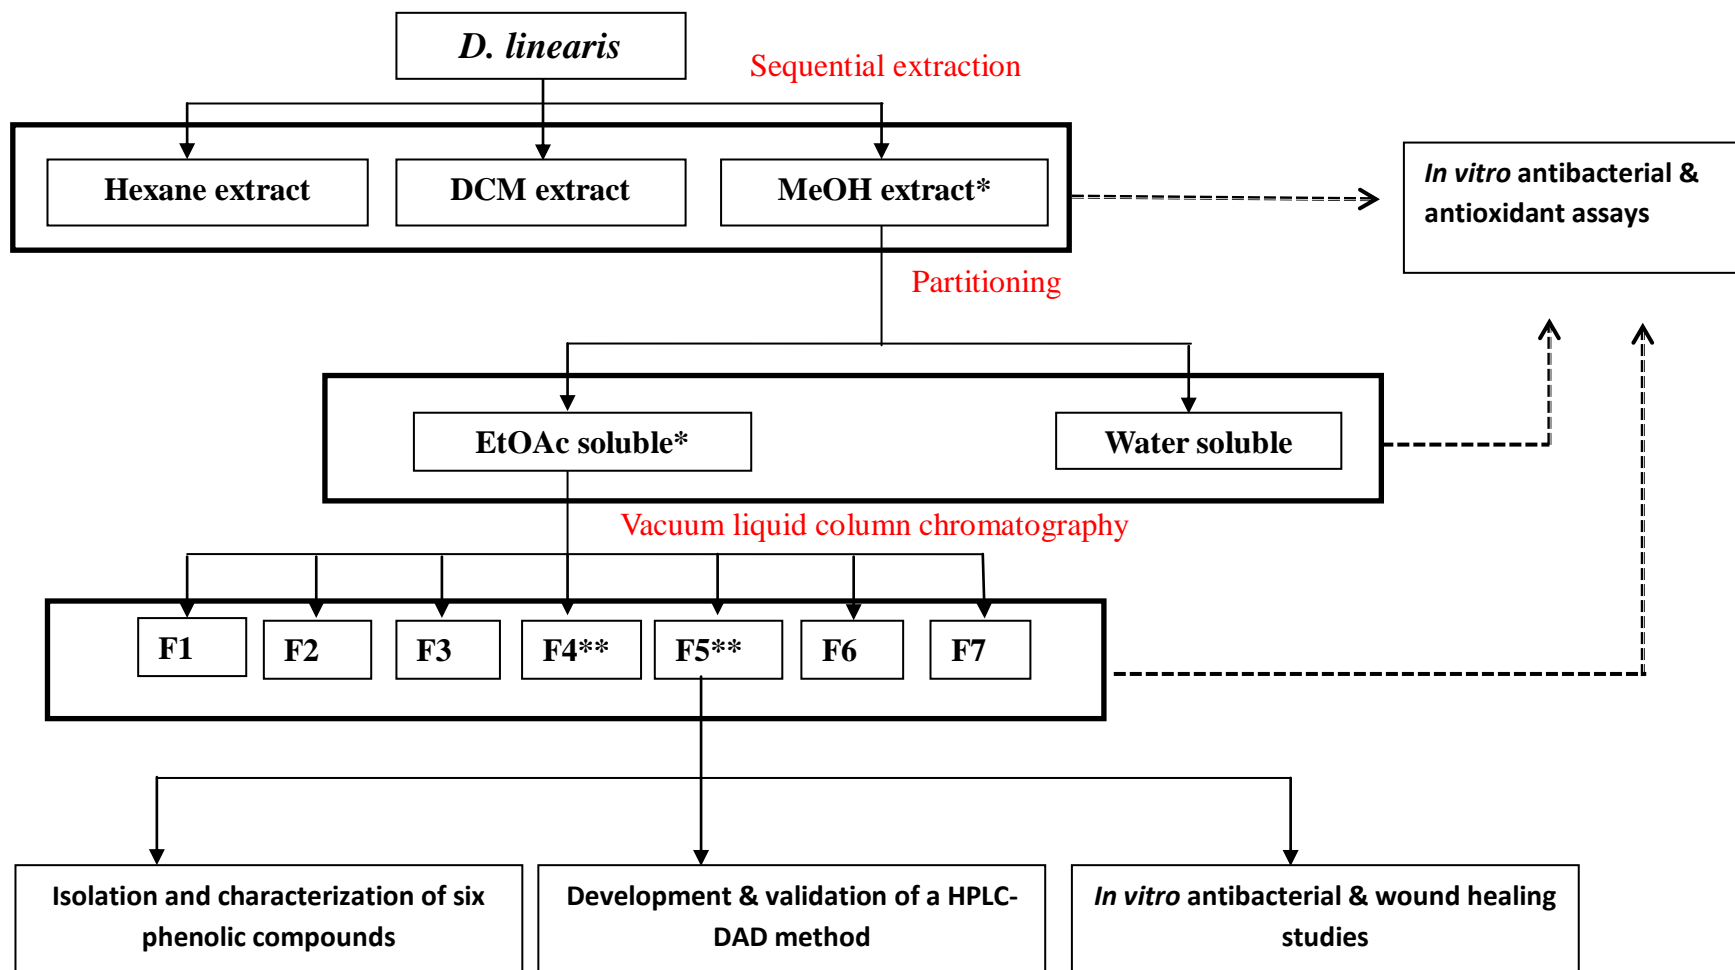 D. linearis
Sequential extraction
Hexane extract
DCM extract
MeOH extract*
In vitro antibacterial &
antioxidant assays
Partitioning
EtOAc soluble*
Water soluble
Vacuum liquid column chromatography
F1
F2
F3
F4**
F5**
F6
F7
Isolation and characterization of six
phenolic compounds
Development & validation of a HPLC-
DAD method
In vitro antibacterial & wound healing
studies